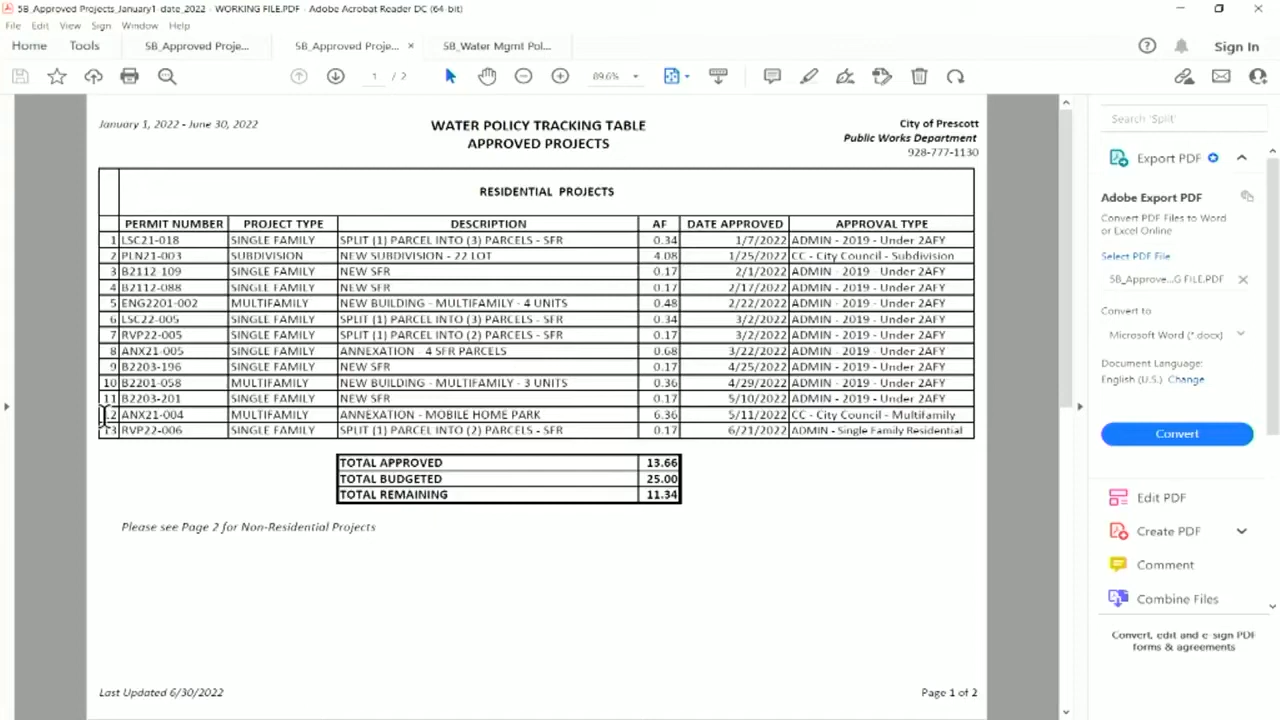 5B_Approved Projects_January1-date_2022 - WORKING FILE.PDF - Adobe Acrobat Reader DC (64-bit)
File Edit View Sign Window Help
Home Tools 5B_Approved Proje... 5B_Approved Proje... × 5B_Water Mgmt Pol... Sign In
1 / 2 89.6%
January 1, 2022 - June 30, 2022
WATER POLICY TRACKING TABLE
APPROVED PROJECTS
City of Prescott
Public Works Department
928-777-1130
RESIDENTIAL PROJECTS
PERMIT NUMBER PROJECT TYPE DESCRIPTION AF DATE APPROVED APPROVAL TYPE
1 LSC21-018 SINGLE FAMILY SPLIT (1) PARCEL INTO (3) PARCELS - SFR 0.34 1/7/2022 ADMIN - 2019 - Under 2AFY
2 PLN21-003 SUBDIVISION NEW SUBDIVISION - 22 LOT 4.08 1/25/2022 CC - City Council - Subdivision
3 B2112-109 SINGLE FAMILY NEW SFR 0.17 2/1/2022 ADMIN - 2019 - Under 2AFY
4 B2112-088 SINGLE FAMILY NEW SFR 0.17 2/17/2022 ADMIN - 2019 - Under 2AFY
5 ENG2201-002 MULTIFAMILY NEW BUILDING - MULTIFAMILY - 4 UNITS 0.48 2/22/2022 ADMIN - 2019 - Under 2AFY
6 LSC22-005 SINGLE FAMILY SPLIT (1) PARCEL INTO (3) PARCELS - SFR 0.34 3/2/2022 ADMIN - 2019 - Under 2AFY
7 RVP22-005 SINGLE FAMILY SPLIT (1) PARCEL INTO (2) PARCELS - SFR 0.17 3/2/2022 ADMIN - 2019 - Under 2AFY
8 ANX21-005 SINGLE FAMILY ANNEXATION - 4 SFR PARCELS 0.68 3/22/2022 ADMIN - 2019 - Under 2AFY
9 B2203-196 SINGLE FAMILY NEW SFR 0.17 4/25/2022 ADMIN - 2019 - Under 2AFY
10 B2201-058 MULTIFAMILY NEW BUILDING - MULTIFAMILY - 3 UNITS 0.36 4/29/2022 ADMIN - 2019 - Under 2AFY
11 B2203-201 SINGLE FAMILY NEW SFR 0.17 5/10/2022 ADMIN - 2019 - Under 2AFY
12 ANX21-004 MULTIFAMILY ANNEXATION - MOBILE HOME PARK 6.36 5/11/2022 CC - City Council - Multifamily
13 RVP22-006 SINGLE FAMILY SPLIT (1) PARCEL INTO (2) PARCELS - SFR 0.17 6/21/2022 ADMIN - Single Family Residential
TOTAL APPROVED 13.66
TOTAL BUDGETED 25.00
TOTAL REMAINING 11.34
Please see Page 2 for Non-Residential Projects
Last Updated 6/30/2022
Page 1 of 2
Search 'Split'
Export PDF
Adobe Export PDF
Convert PDF Files to Word
or Excel Online
Select PDF File
5B_Approve...G FILE.PDF ×
Convert to
Microsoft Word (*.docx)
Document Language:
English (U.S.) Change
Convert
Edit PDF
Create PDF
Comment
Combine Files
Convert, edit and e-sign PDF
forms & agreements